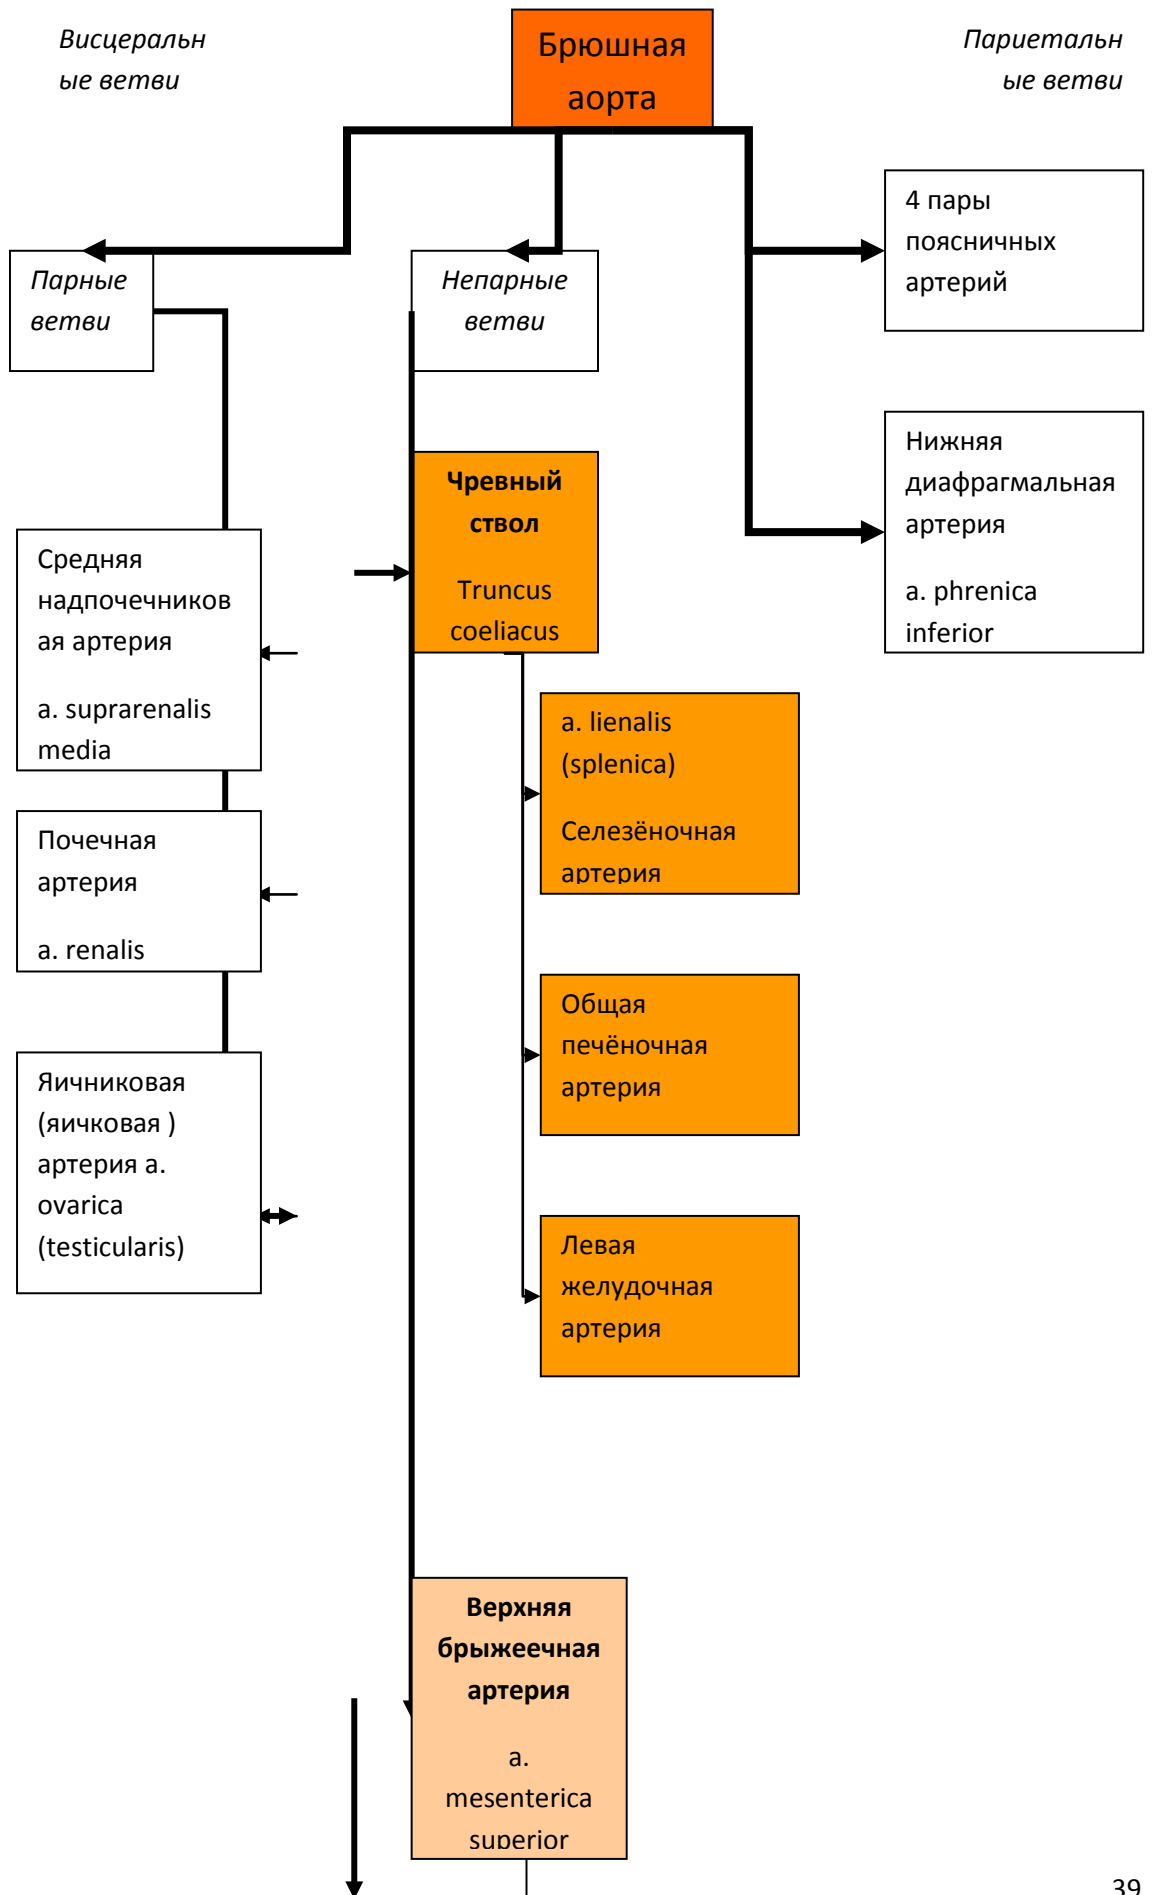 Висцеральн
ые ветви
Брюшная
аорта
Париетальн
ые ветви
4 пары
поясничных
артерий
Парные
ветви
Непарные
ветви
Нижняя
диафрагмальная
артерия
a. phrenica
inferior
Чревный
ствол
Truncus
coeliacus
Средняя
надпочечников
ая артерия
a. suprarenalis
media
a. lienalis
(splenica)
Селезёночная
артерия
Почечная
артерия
a. renalis
Общая
печёночная
артерия
Яичниковая
(яичковая )
артерия a.
ovarica
(testicularis)
Левая
желудочная
артерия
Верхняя
брыжеечная
артерия
a.
mesenterica
superior
39